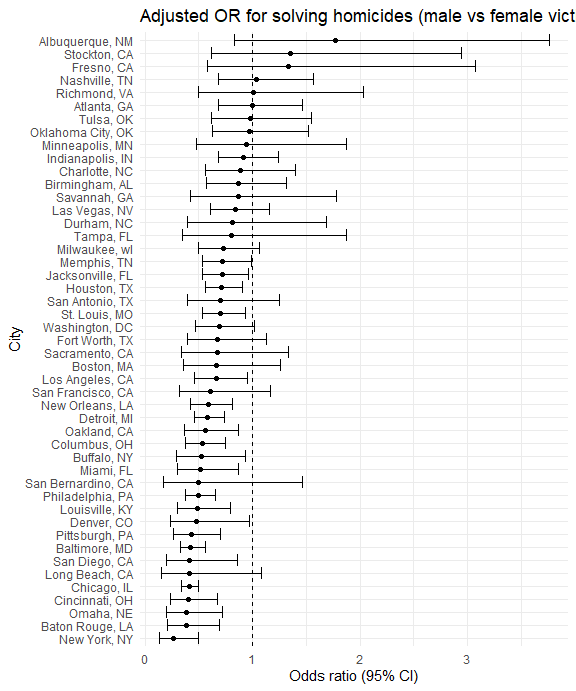 Adjusted OR for solving homicides (male vs female vict
Albuquerque, NM
Stockton, CA
Fresno, CA
Nashville, TN
Richmond, VA
Atlanta, GA
Tulsa, OK
Oklahoma City, OK
Minneapolis, MN
Indianapolis, IN
Charlotte, NC
Birmingham, AL
Savannah, GA
Las Vegas, NV
Durham, NC
Tampa, FL
Milwaukee, wI
Memphis, TN
Jacksonville, FL
Houston, TX
San Antonio, TX
St. Louis, MO
Washington, DC
Fort Worth, TX
Sacramento, CA
Boston, MA
Los Angeles, CA
San Francisco, CA
New Orleans, LA
Detroit, MI
Oakland, CA
Columbus, OH
Buffalo, NY
Miami, FL
San Bernardino, CA
Philadelphia, PA
Louisville, KY
Denver, CO
Pittsburgh, PA
Baltimore, MD
San Diego, CA
Long Beach, CA
Chicago, IL
Cincinnati, OH
Omaha, NE
Baton Rouge, LA
New York, NY
City
0 1 2 3
Odds ratio (95% CI)